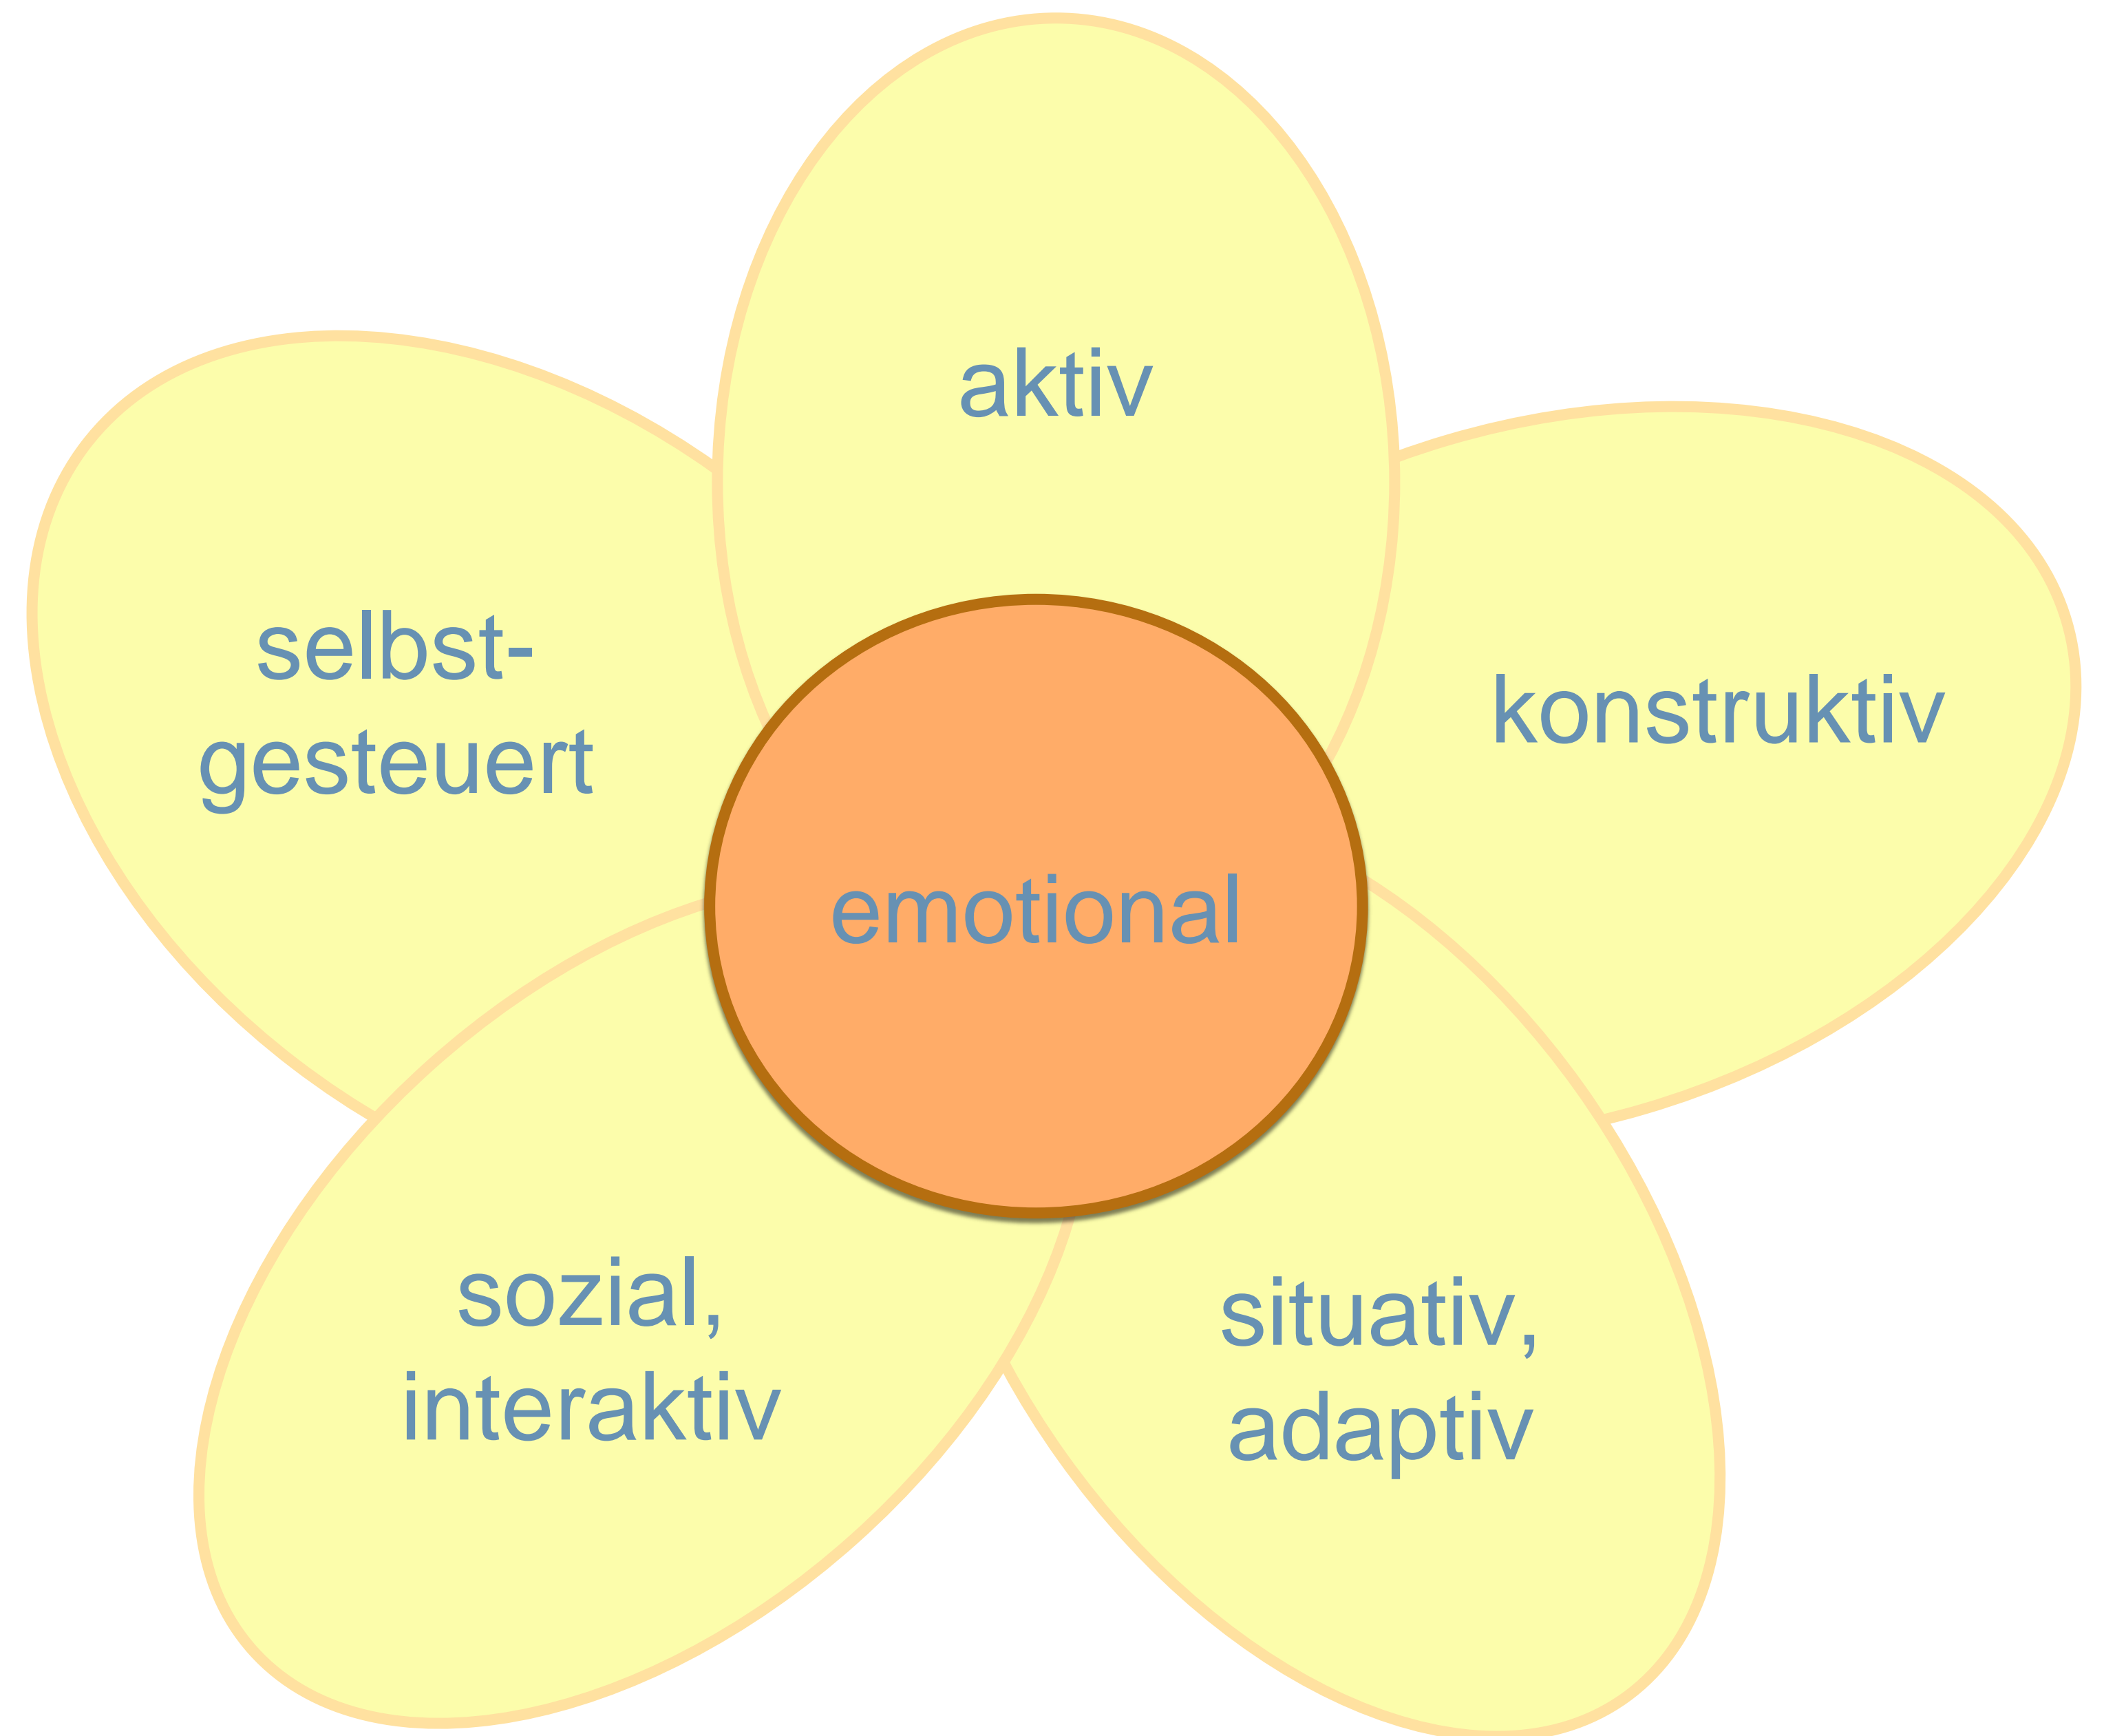 aktiv
selbst-
gesteuert
konstruktiv
emotional
sozial,
interaktiv
situativ,
adaptiv